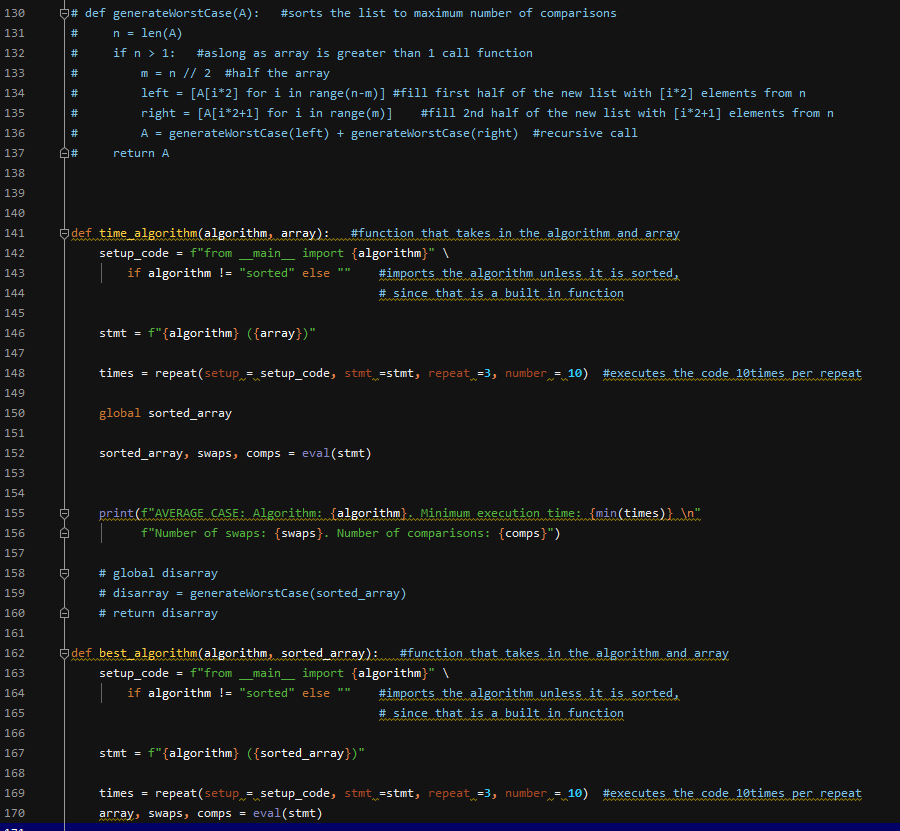 130 # def generateWorstCase(A):   #sorts the list to maximum number of comparisons
131 #     n = len(A)
132 #     if n > 1:   #aslong as array is greater than 1 call function
133 #         m = n // 2  #half the array
134 #         left = [A[i*2] for i in range(n-m)] #fill first half of the new list with [i*2] elements from n
135 #         right = [A[i*2+1] for i in range(m)]    #fill 2nd half of the new list with [i*2+1] elements from n
136 #         A = generateWorstCase(left) + generateWorstCase(right)  #recursive call
137 #     return A
138
139
140
141 def time_algorithm(algorithm, array):   #function that takes in the algorithm and array
142     setup_code = f"from __main__ import {algorithm}" \
143         if algorithm != "sorted" else ""    #imports the algorithm unless it is sorted,
144                                             # since that is a built in function
145
146     stmt = f"{algorithm} ({array})"
147
148     times = repeat(setup = setup_code, stmt =stmt, repeat =3, number = 10)  #executes the code 10times per repeat
149
150     global sorted_array
151
152     sorted_array, swaps, comps = eval(stmt)
153
154
155     print(f"AVERAGE CASE: Algorithm: {algorithm}. Minimum execution time: {min(times)} \n"
156           f"Number of swaps: {swaps}. Number of comparisons: {comps}")
157
158     # global disarray
159     # disarray = generateWorstCase(sorted_array)
160     # return disarray
161
162 def best_algorithm(algorithm, sorted_array):   #function that takes in the algorithm and array
163     setup_code = f"from __main__ import {algorithm}" \
164         if algorithm != "sorted" else ""    #imports the algorithm unless it is sorted,
165                                             # since that is a built in function
166
167     stmt = f"{algorithm} ({sorted_array})"
168
169     times = repeat(setup = setup_code, stmt =stmt, repeat =3, number = 10)  #executes the code 10times per repeat
170     array, swaps, comps = eval(stmt)